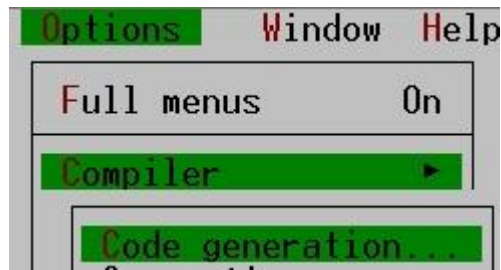 Options Window Help
Full menus On
Compiler ►
Code generation...